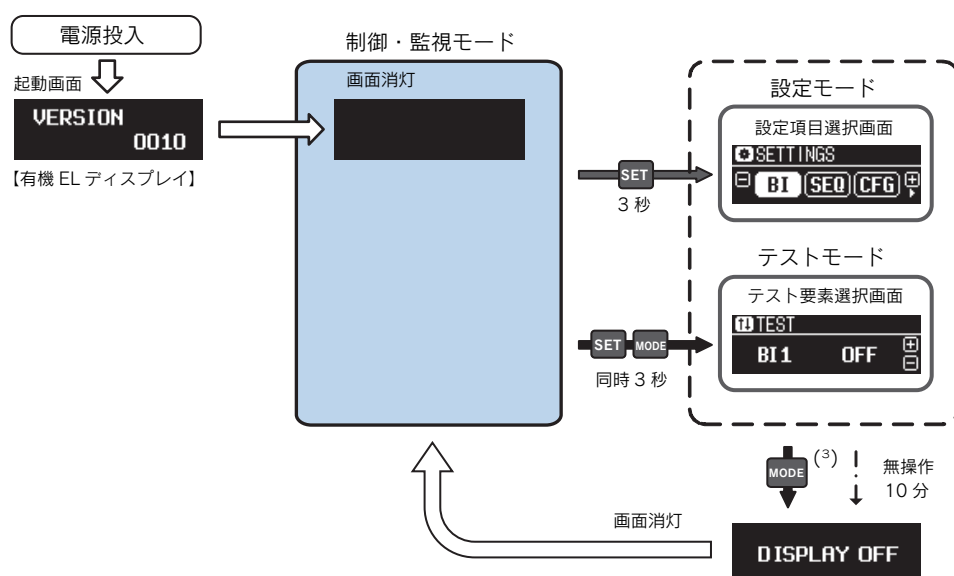 電源投入
起動画面
VERSION
0010
【有機 EL ディスプレイ】
制御・監視モード
画面消灯
SET
3 秒
設定モード
設定項目選択画面
SETTINGS
BI SEQ CFG
テストモード
テスト要素選択画面
TEST
BI1 OFF
SET MODE
同時 3 秒
MODE (3)
無操作
10 分
画面消灯
DISPLAY OFF